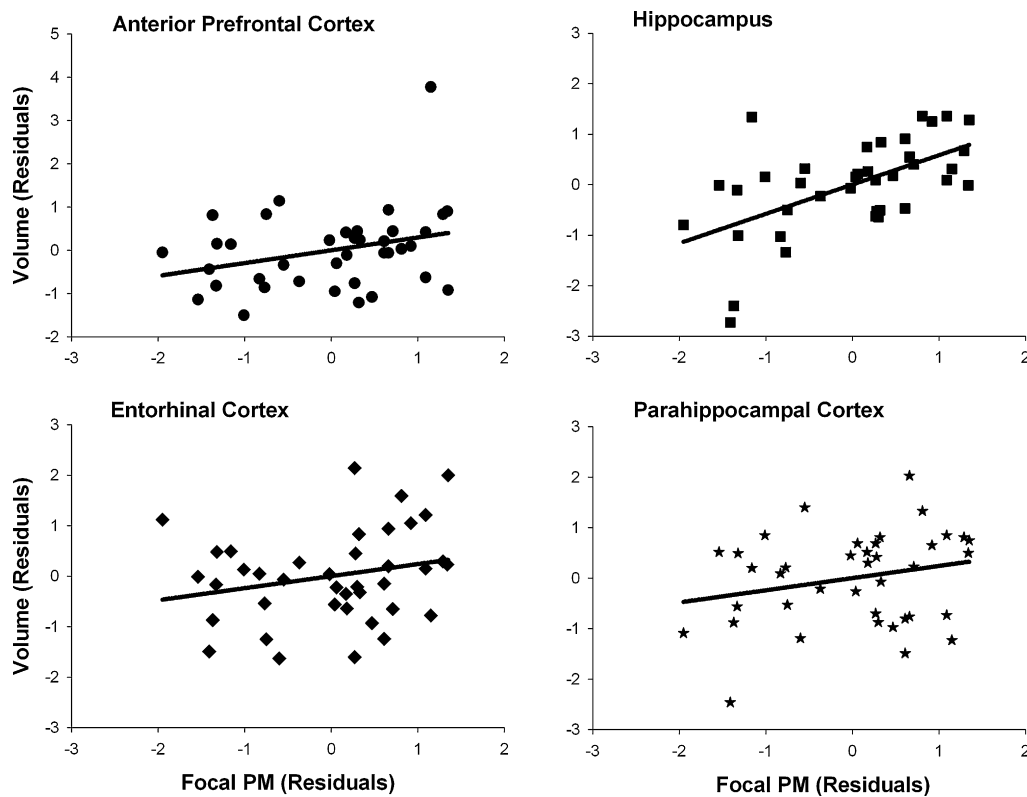 Anterior Prefrontal Cortex
Volume (Residuals)
5
4
3
2
1
0
-1
-2
-3 -2 -1 0 1 2
Hippocampus
3
2
1
0
-1
-2
-3
-3 -2 -1 0 1 2
Entorhinal Cortex
Volume (Residuals)
3
2
1
0
-1
-2
-3
-3 -2 -1 0 1 2
Focal PM (Residuals)
Parahippocampal Cortex
3
2
1
0
-1
-2
-3
-3 -2 -1 0 1 2
Focal PM (Residuals)